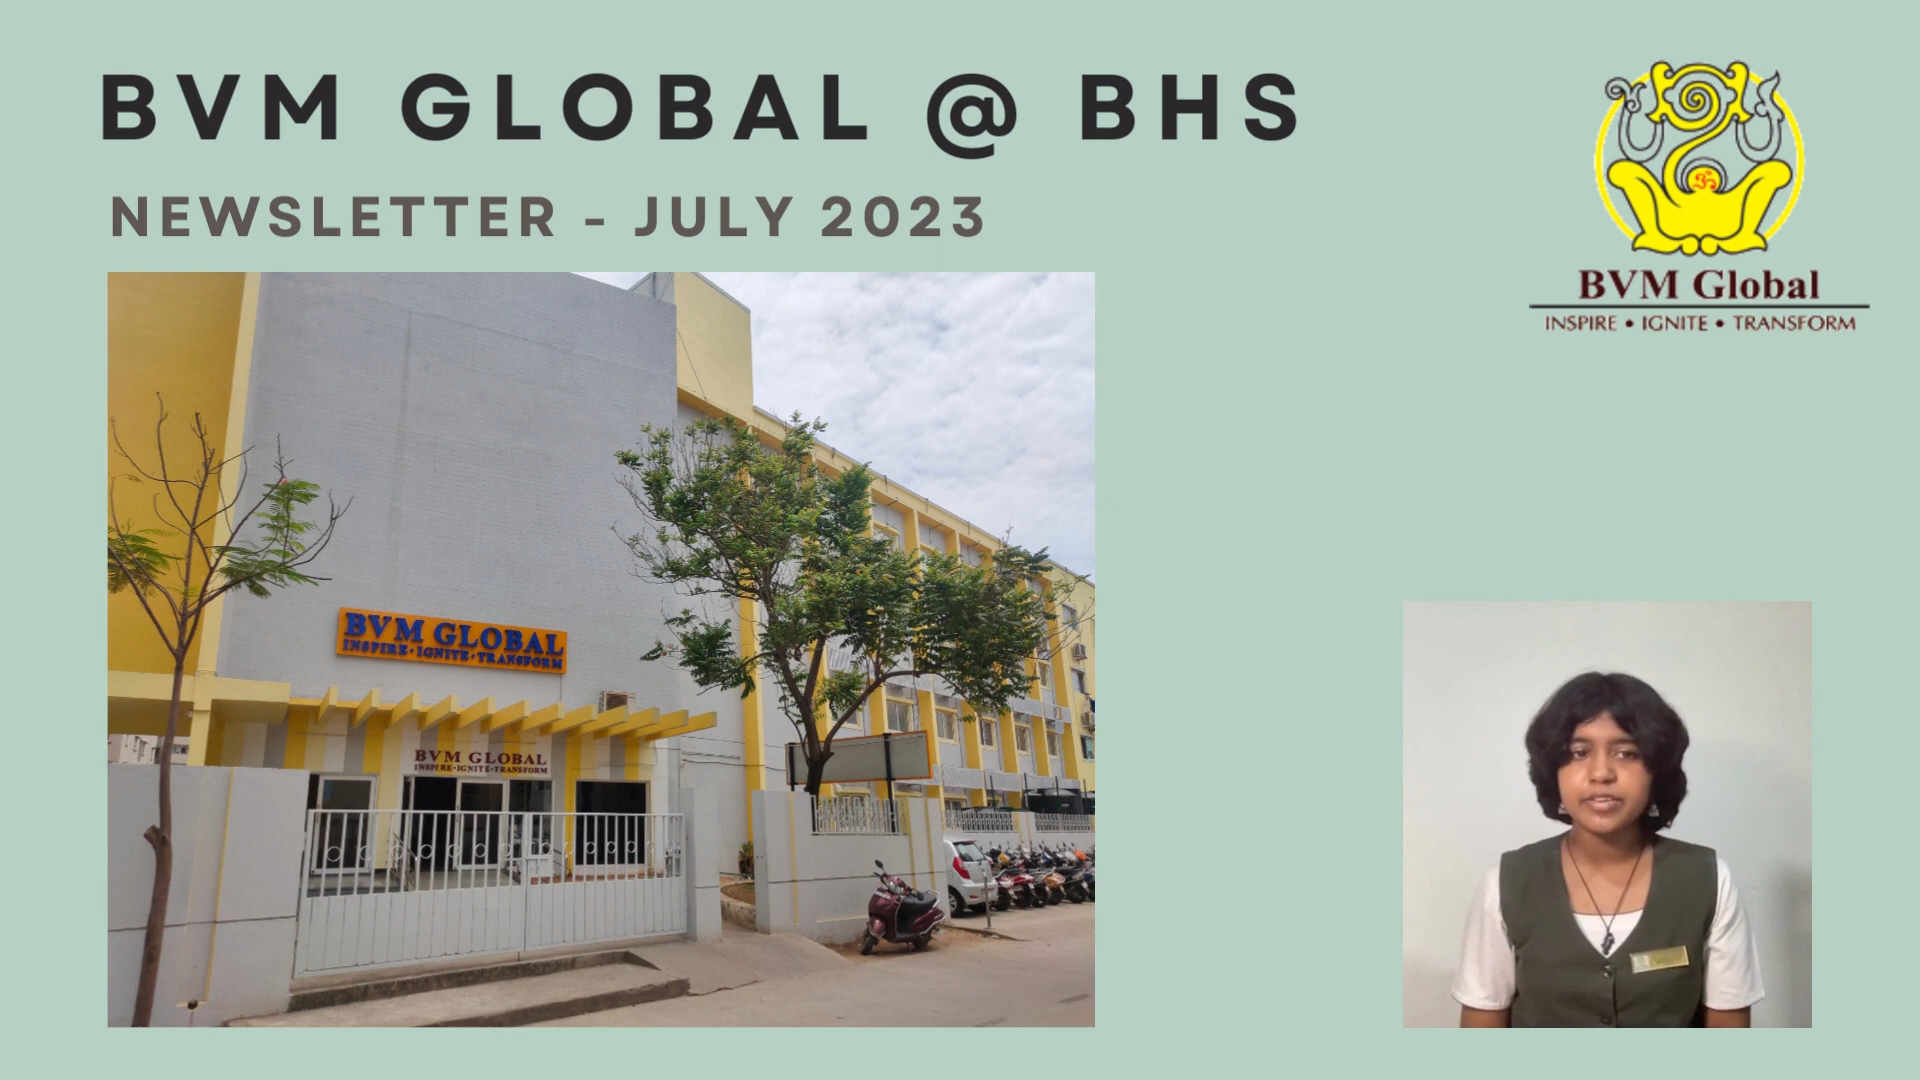 BVM GLOBAL @ BHS
NEWSLETTER - JULY 2023
BVM Global
INSPIRE • IGNITE • TRANSFORM
BVM GLOBAL
INSPIRE·IGNITE·TRANSFORM
BVM GLOBAL
INSPIRE·IGNITE·TRANSFORM